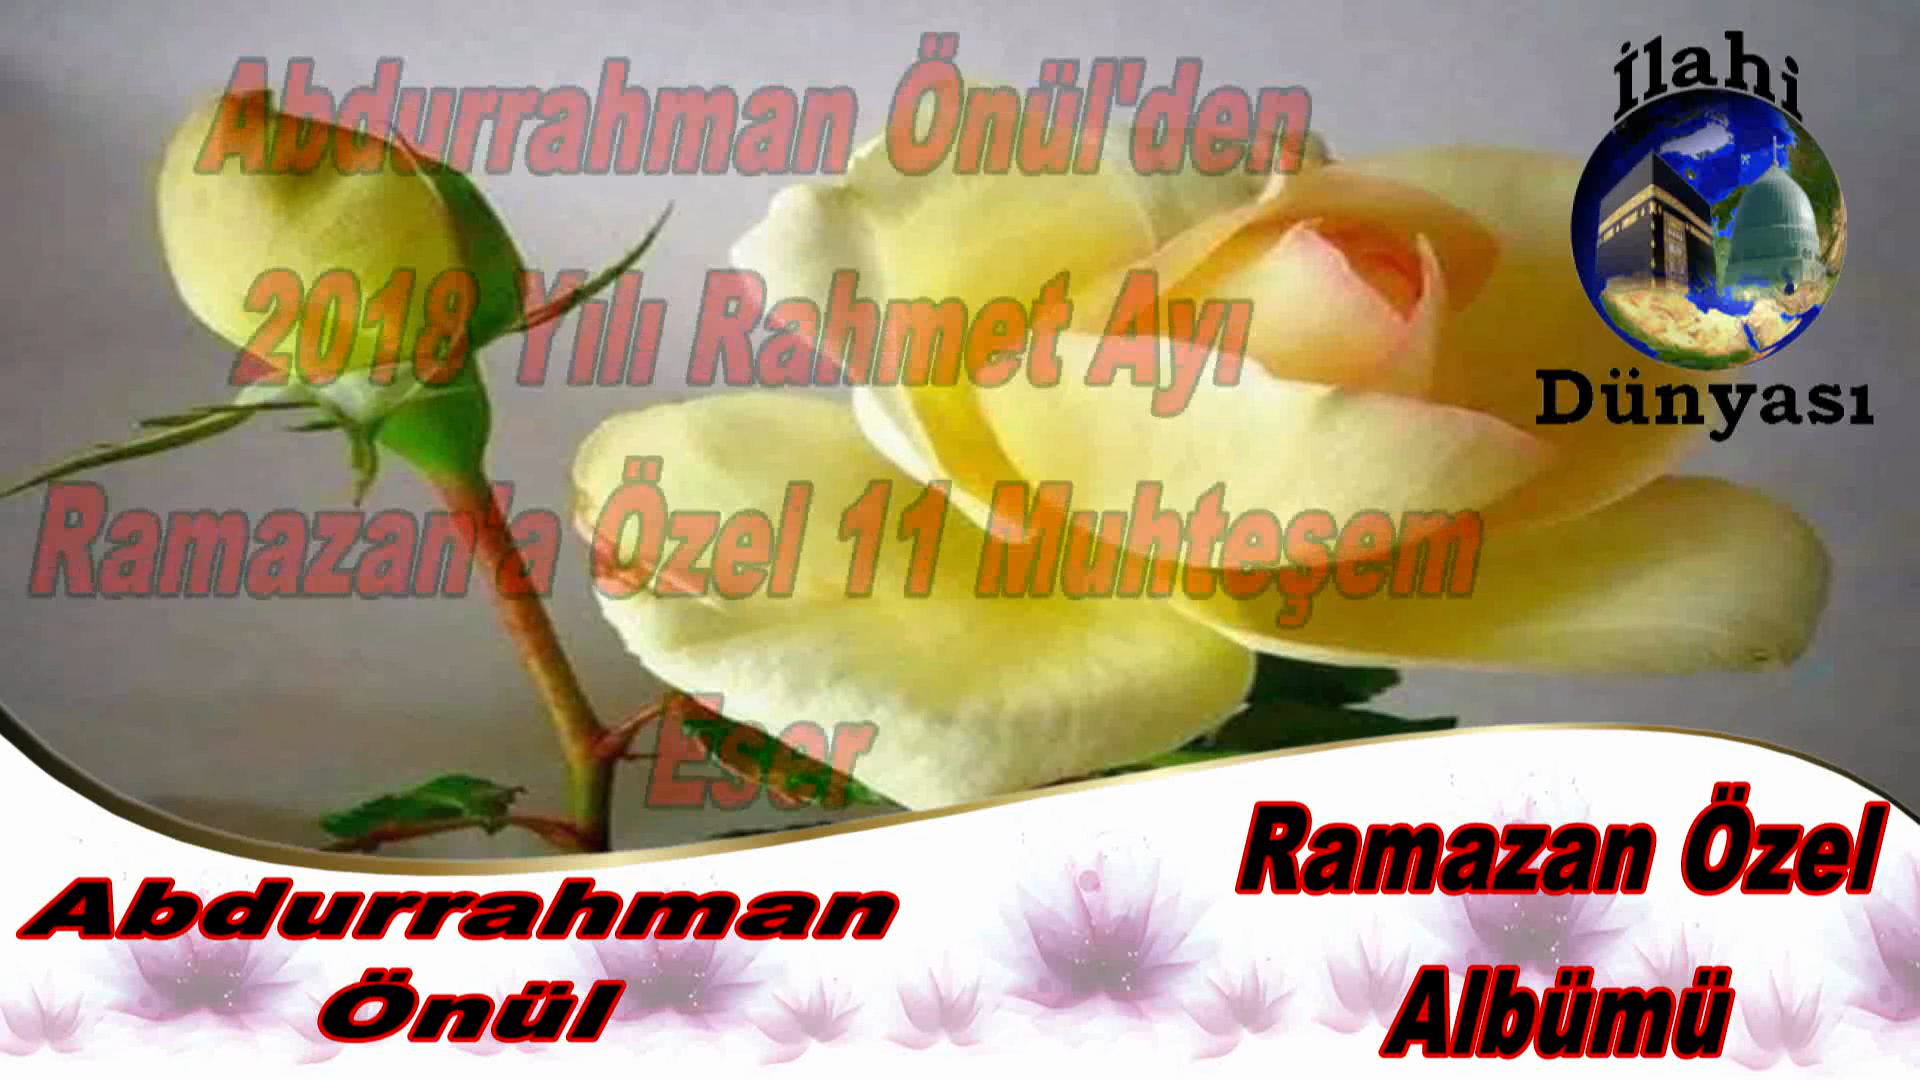 Abdurrahman Önül'den
2018 Yılı Rahmet Ayı
Ramazan'a Özel 11 Muhteşem
Eser
İlahi
Dünyası
Abdurrahman
Önül
Ramazan Özel
Albümü